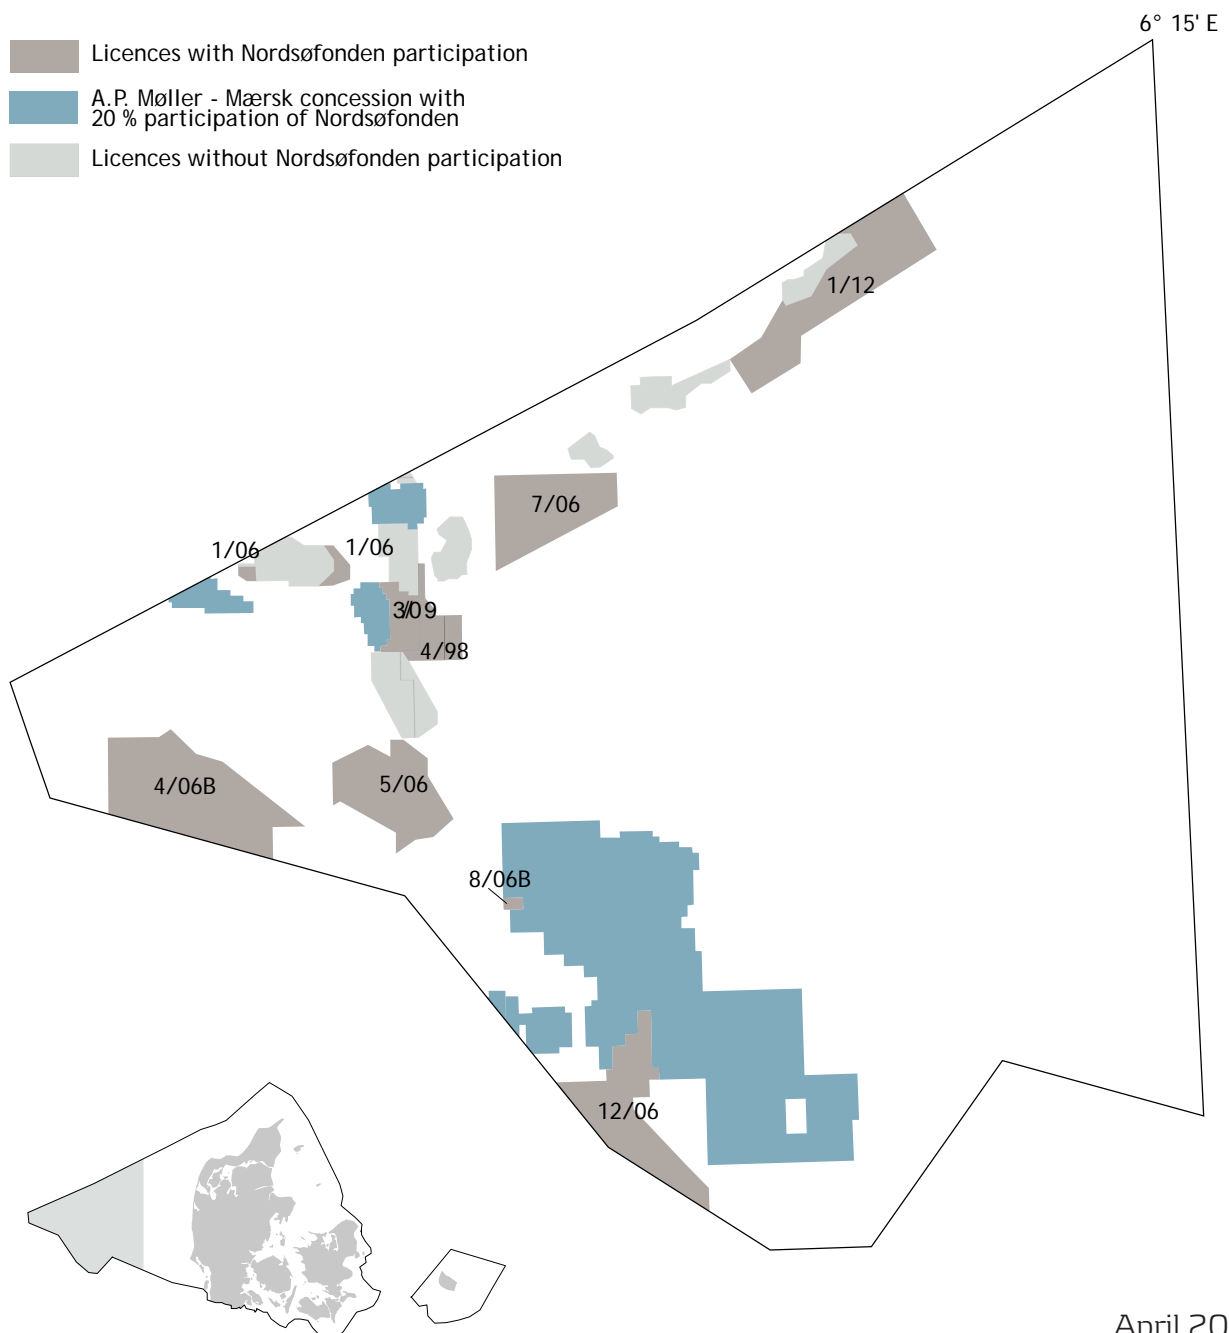 6° 15' E
Licences with Nordsøfonden participation
A.P. Møller - Mærsk concession with
20 % participation of Nordsøfonden
Licences without Nordsøfonden participation
1/12
7/06
1/06
1/06
3/09
4/98
4/06B
5/06
8/06B
12/06
April 20